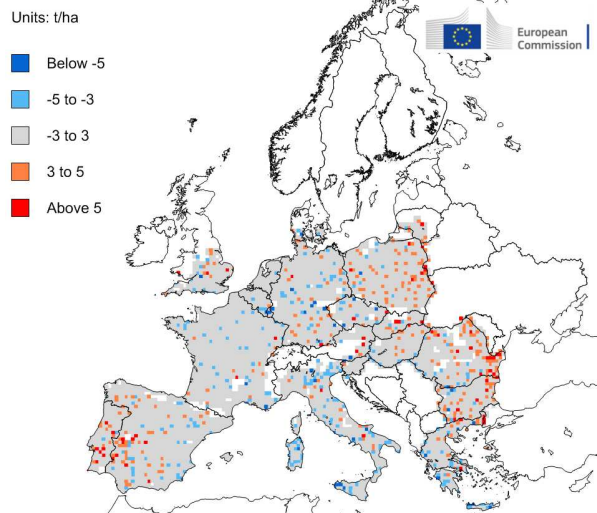 Units: t/ha
European
Commission
Below -5
-5 to -3
-3 to 3
3 to 5
Above 5